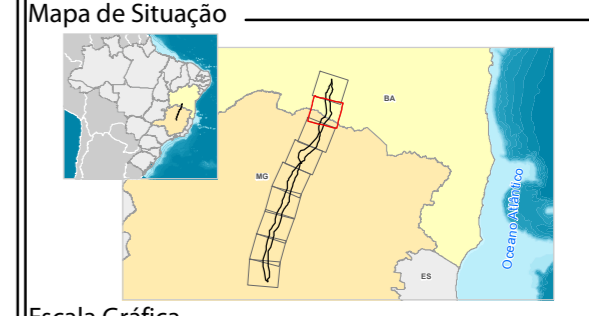 Mapa de Situação
BA
MG
Oceano Atlântico
ES
Escala Gráfica